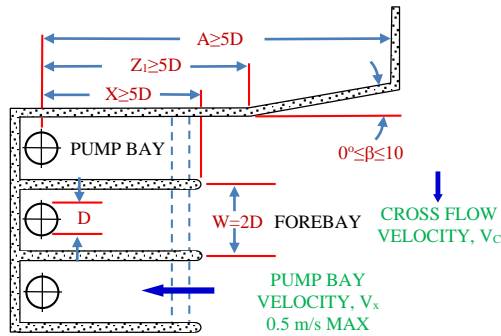 A≥5D
Z₁≥5D
X≥5D
PUMP BAY
0°≤β≤10
D
W=2D
FOREBAY
CROSS FLOW
VELOCITY, V_C
PUMP BAY
VELOCITY, Vₓ
0.5 m/s MAX